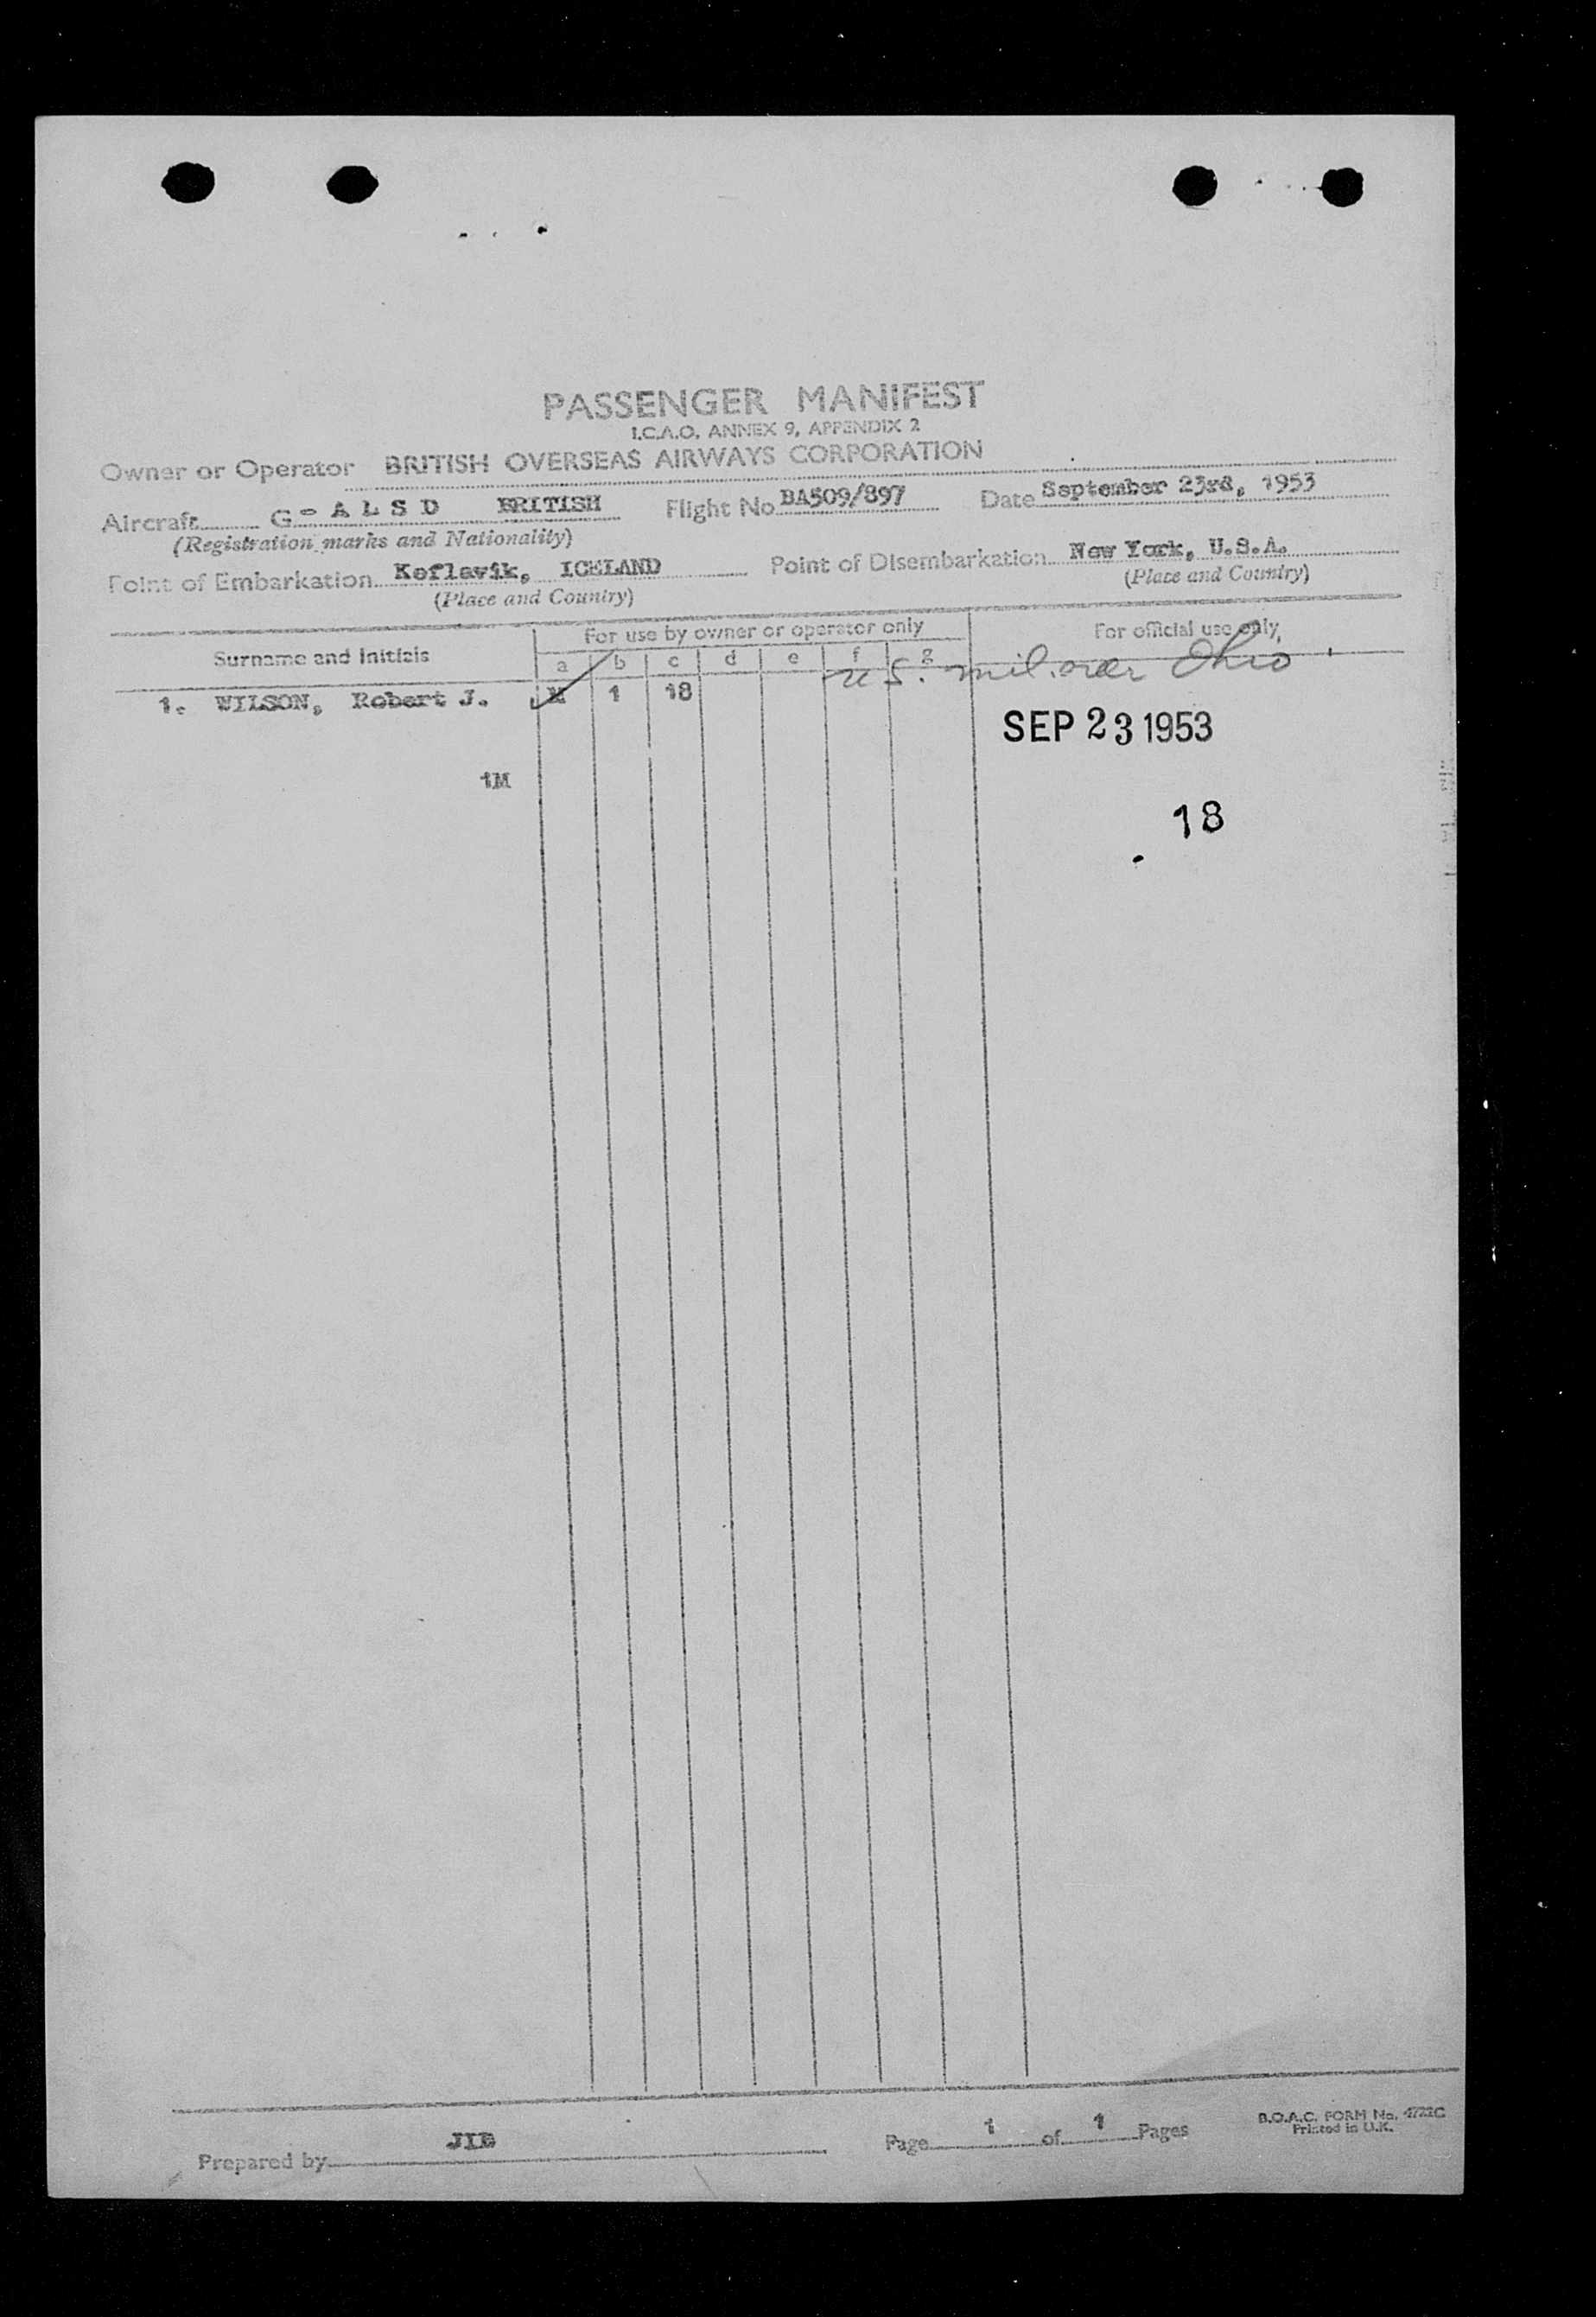 PASSENGER MANIFEST
I.C.A.O. ANNEX 9, APPENDIX 2
Owner or Operator BRITISH OVERSEAS AIRWAYS CORPORATION
Aircraft G-ALSD BRITISH Flight No. BA509/897 Date September 23rd, 1953
(Registration marks and Nationality)
Point of Embarkation Keflavik, ICELAND Point of Disembarkation New York, U.S.A.
(Place and Country) (Place and Country)
Surname and Initials For use by owner or operator only For official use only
a b c d e f g
U.S. mil. Ohio
1. WILSON, Robert J. M 1 18
SEP 23 1953
1M
18
Prepared by JIB Page 1 of 1 Pages
B.O.A.C. FORM No.
Printed in U.K.